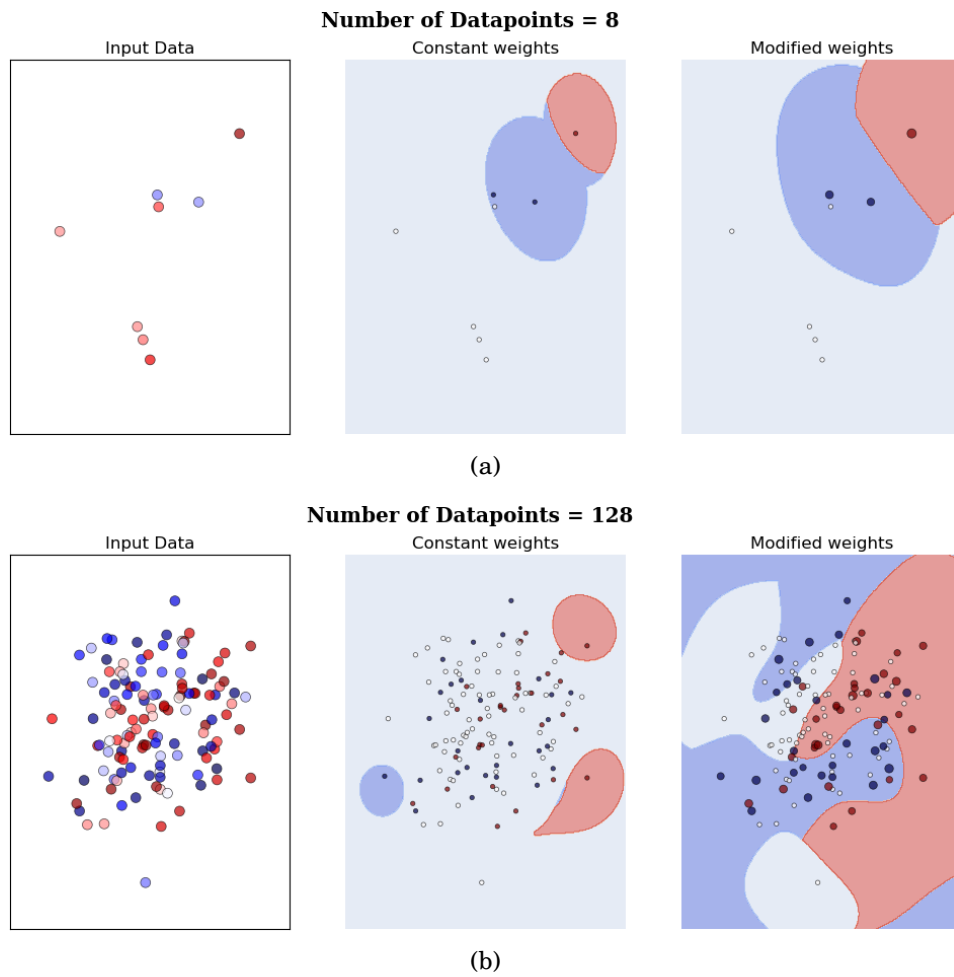 Number of Datapoints = 8
Input Data
Constant weights
Modified weights
(a)
Number of Datapoints = 128
Input Data
Constant weights
Modified weights
(b)